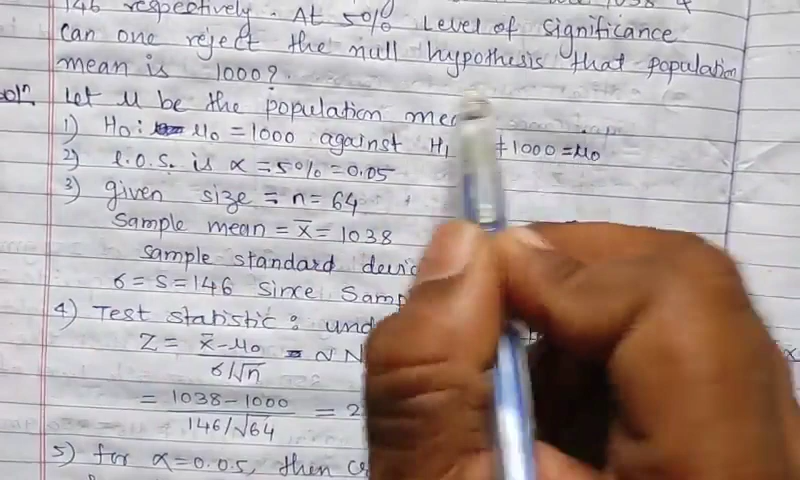 146 respectively. At 5% level of significance
can one reject the null hypothesis that population
mean is 1000?
Let μ be the population
1) H0: μ0 = 1000 against H1 ≠ 1000 = μ0
2) l.o.s. is α = 5% = 0.05
3) given size = n = 64
Sample mean = x̄ = 1038
Sample standard
6 = S = 146 since
4) Test statistic:
Z = x̄ - μ0 / 6/√n ~ N
= 1038 - 1000 / 146/√64 = 2
5) for α = 0.05, then